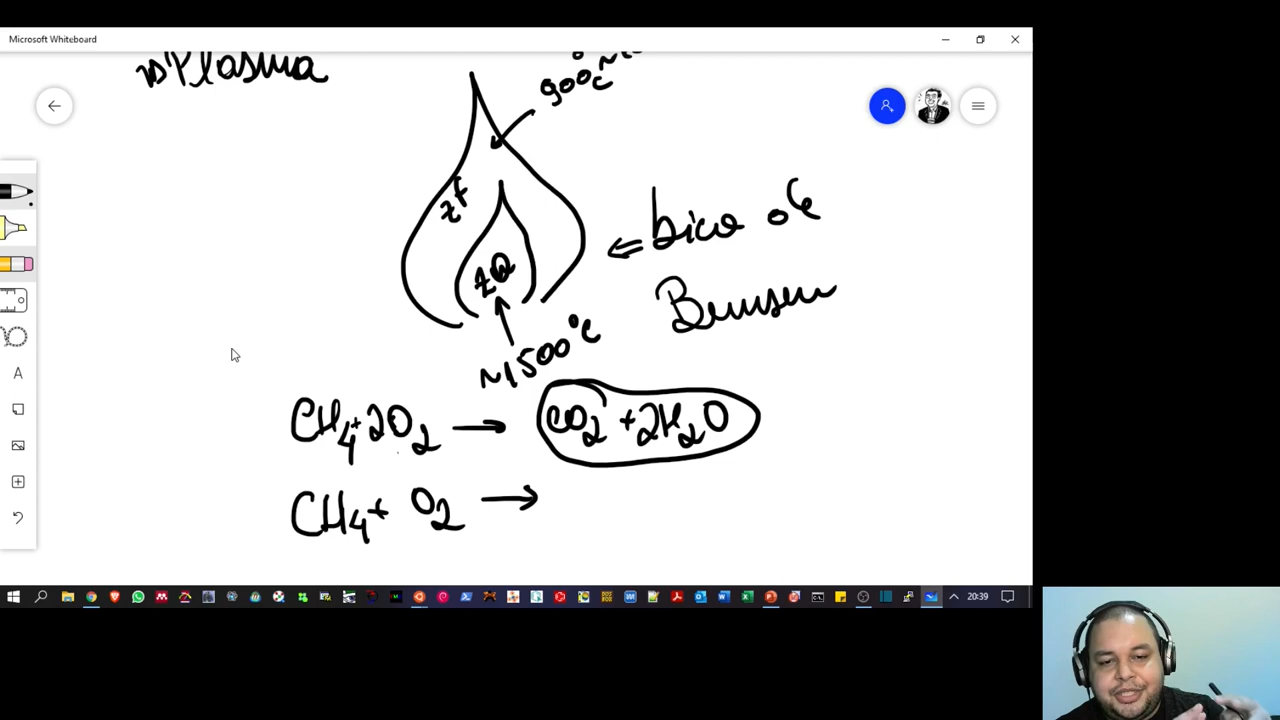 Microsoft Whiteboard
Plasma
900°C
zf
bico de
Bunsen
zQ
~1500°C
CH4+2O2 → CO2+2H2O
CH4+ O2 →
A
20:39